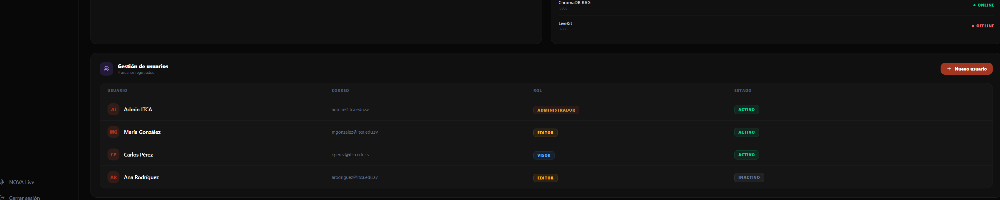 ChromaDB RAG
:5003
ONLINE
LiveKit
:7880
OFFLINE
Gestión de usuarios
4 usuarios registrados
+ Nuevo usuario
USUARIO CORREO ROL ESTADO
AI Admin ITCA admin@itca.edu.sv ADMINISTRADOR ACTIVO
MG María González mgonzalez@itca.edu.sv EDITOR ACTIVO
CP Carlos Pérez cperez@itca.edu.sv VISOR ACTIVO
AR Ana Rodríguez arodriguez@itca.edu.sv EDITOR INACTIVO
NOVA Live
Cerrar sesión